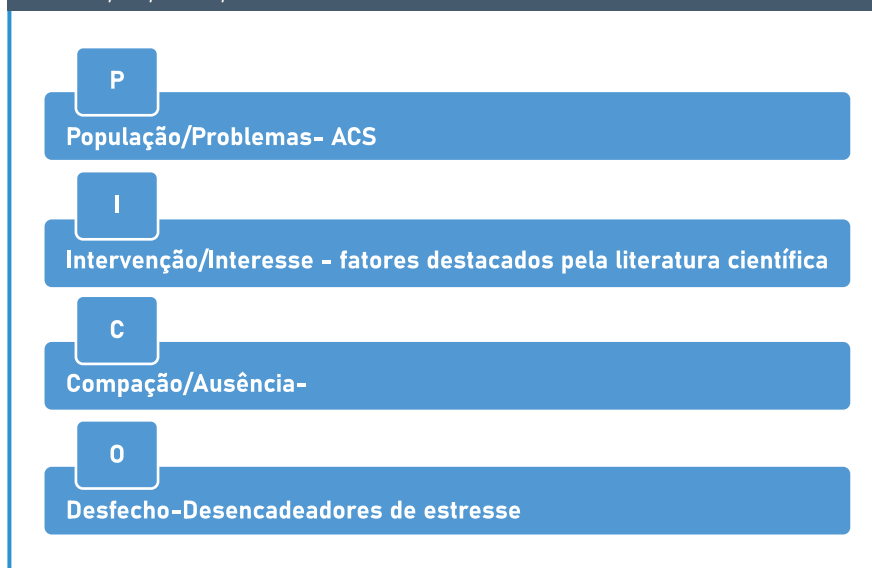 P
População/Problemas- ACS
I
Intervenção/Interesse - fatores destacados pela literatura científica
C
Compação/Ausência-
O
Desfecho-Desencadeadores de estresse